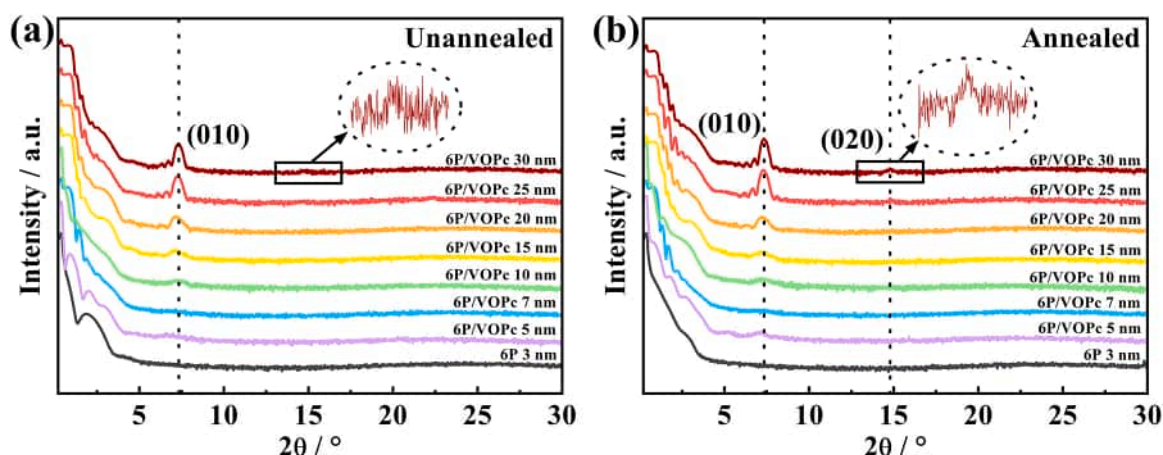 (a)
Unannealed
(010)
6P/VOPc 30 nm
6P/VOPc 25 nm
6P/VOPc 20 nm
6P/VOPc 15 nm
6P/VOPc 10 nm
6P/VOPc 7 nm
6P/VOPc 5 nm
6P 3 nm
Intensity / a.u.
5 10 15 20 25 30
2θ / °
(b)
Annealed
(010)
(020)
6P/VOPc 30 nm
6P/VOPc 25 nm
6P/VOPc 20 nm
6P/VOPc 15 nm
6P/VOPc 10 nm
6P/VOPc 7 nm
6P/VOPc 5 nm
6P 3 nm
Intensity / a.u.
5 10 15 20 25 30
2θ / °